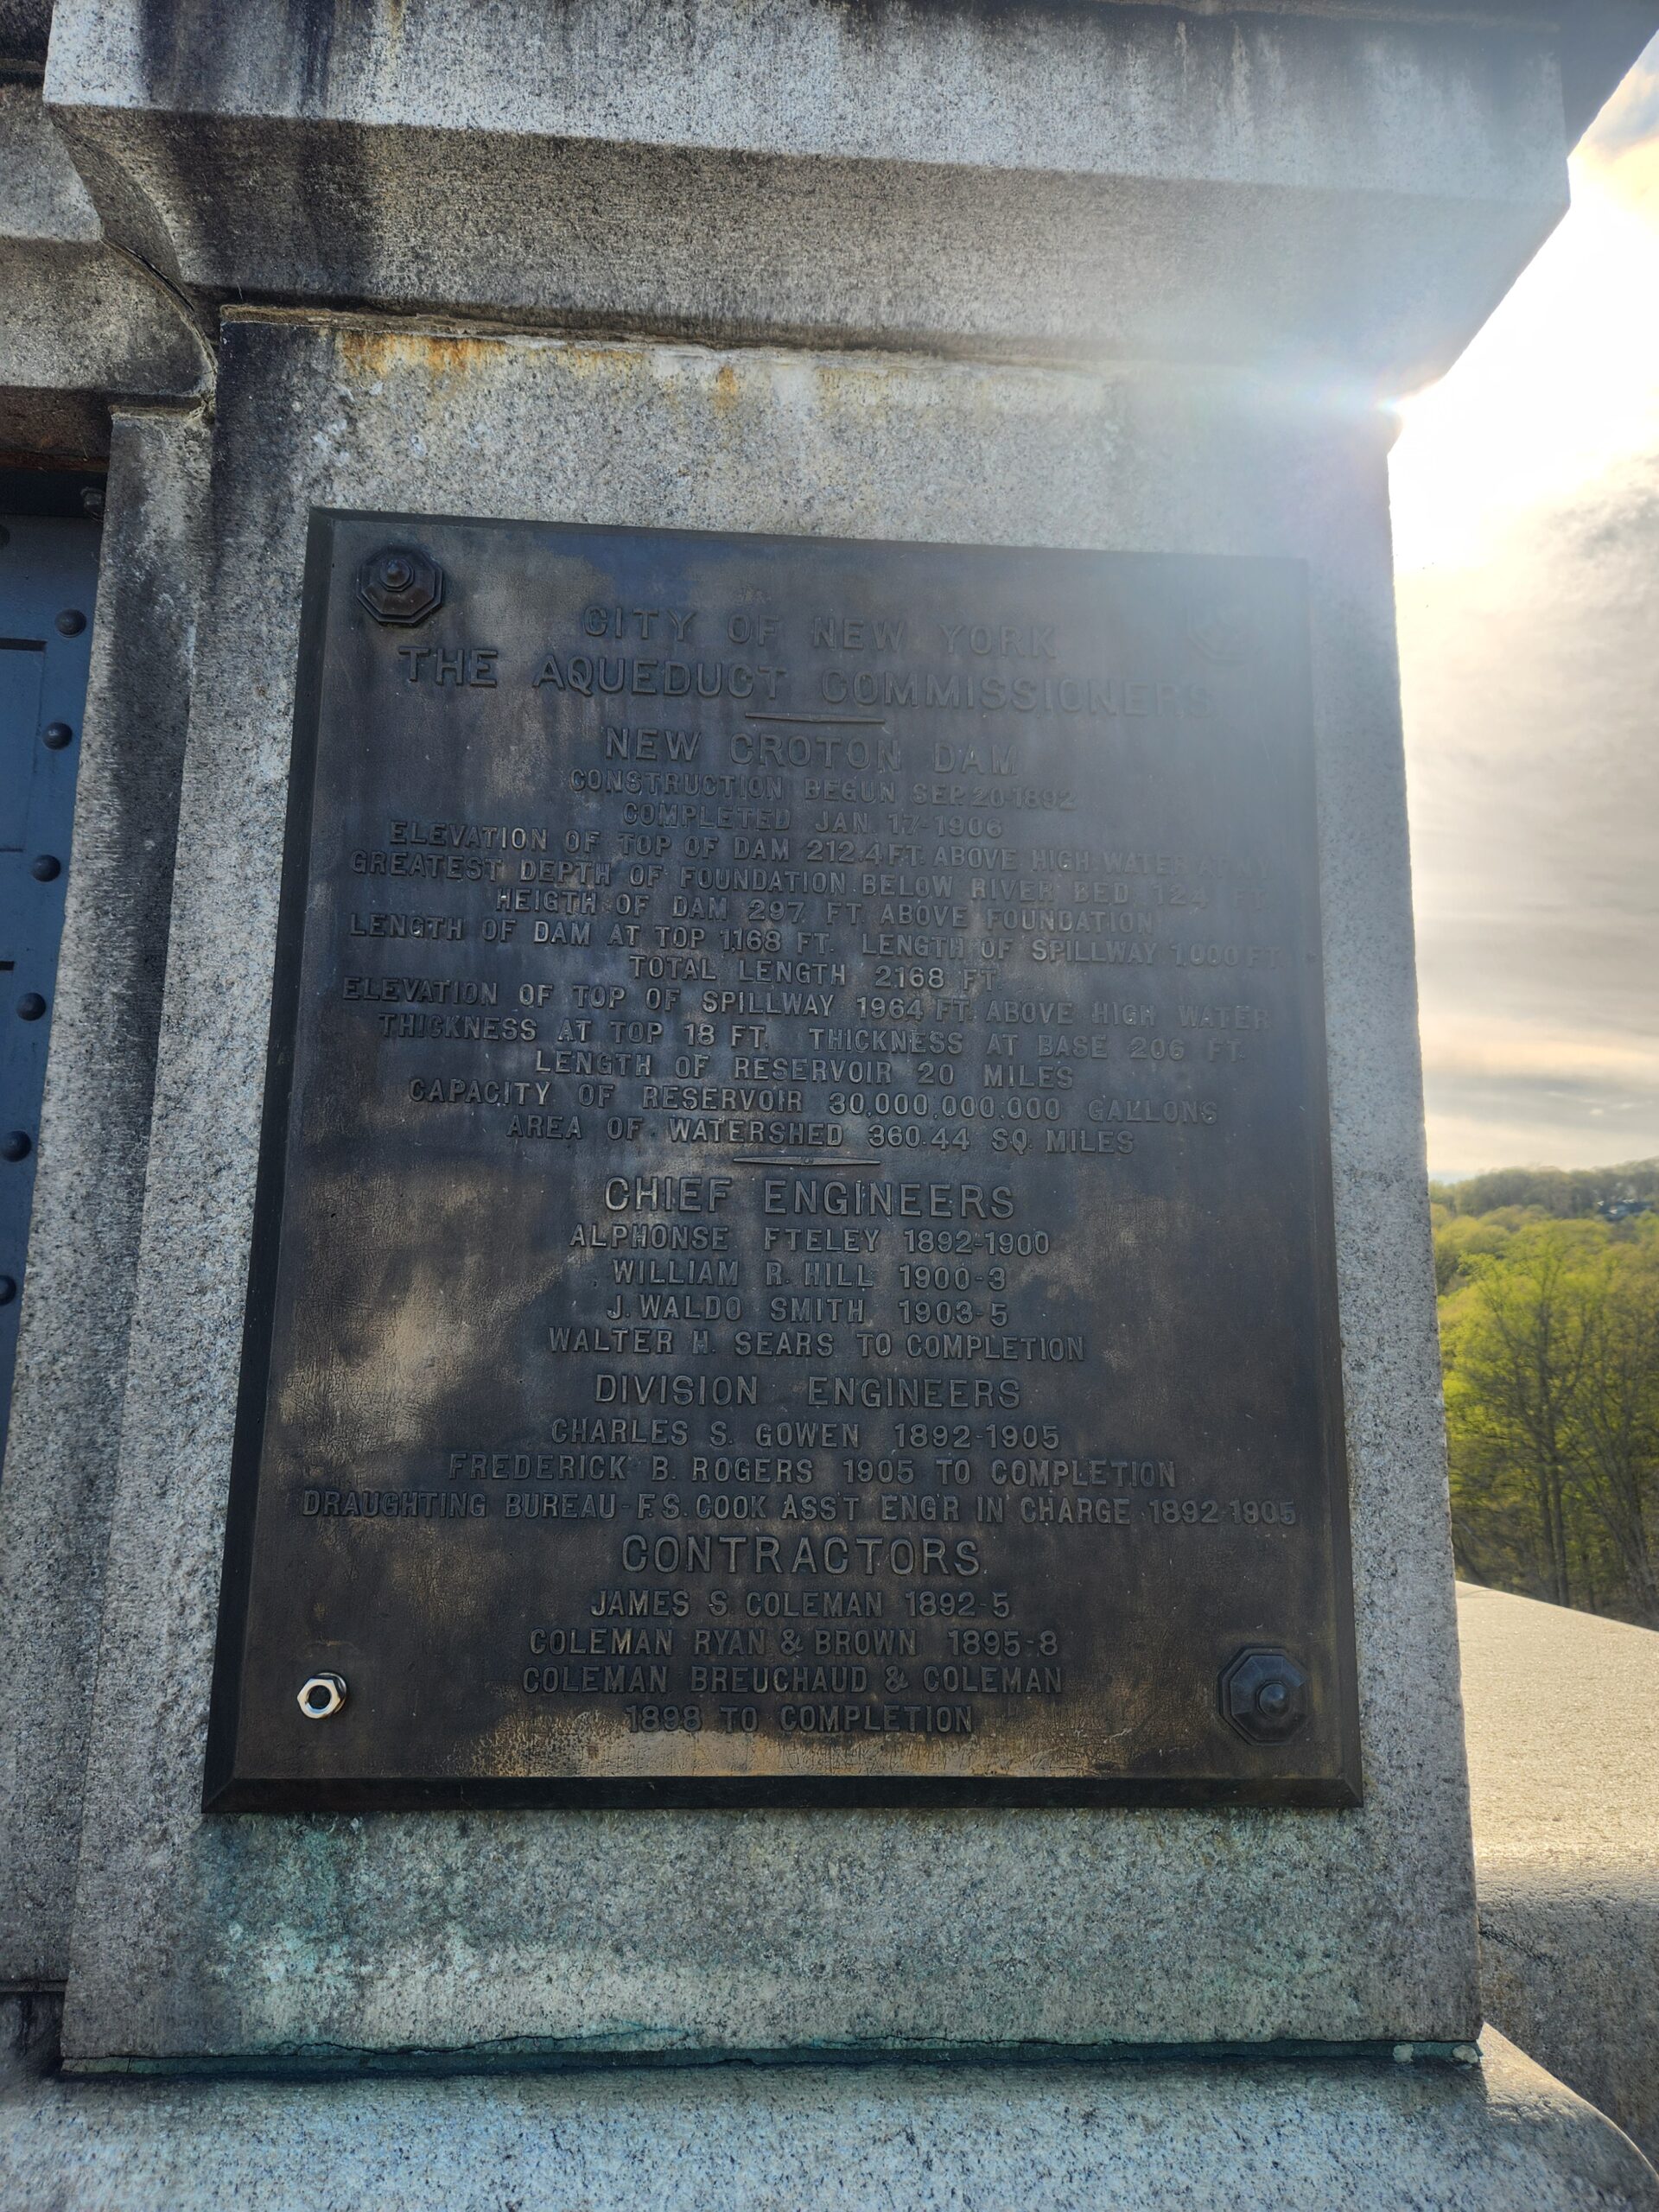 CITY OF NEW YORK
THE AQUEDUCT COMMISSIONERS
NEW CROTON DAM
CONSTRUCTION BEGUN SEP. 20-1892
COMPLETED JAN. 17-1906
ELEVATION OF TOP OF DAM 212.4 FT. ABOVE HIGH WATER
GREATEST DEPTH OF FOUNDATION BELOW RIVER BED 124 FT.
HEIGTH OF DAM 297 FT. ABOVE FOUNDATION
LENGTH OF DAM AT TOP 1168 FT. LENGTH OF SPILLWAY 1,000 FT.
TOTAL LENGTH 2168 FT.
ELEVATION OF TOP OF SPILLWAY 196.4 FT. ABOVE HIGH WATER
THICKNESS AT TOP 18 FT. THICKNESS AT BASE 206 FT.
LENGTH OF RESERVOIR 20 MILES
CAPACITY OF RESERVOIR 30,000,000,000 GALLONS
AREA OF WATERSHED 360.44 SQ. MILES
CHIEF ENGINEERS
ALPHONSE FTELEY 1892-1900
WILLIAM R. HILL 1900-3
J. WALDO SMITH 1903-5
WALTER H. SEARS TO COMPLETION
DIVISION ENGINEERS
CHARLES S. GOWEN 1892-1905
FREDERICK B. ROGERS 1905 TO COMPLETION
DRAUGHTING BUREAU-F.S. COOK ASS'T ENG'R IN CHARGE 1892-1905
CONTRACTORS
JAMES S COLEMAN 1892-5
COLEMAN RYAN & BROWN 1895-8
COLEMAN BREUCHAUD & COLEMAN
1898 TO COMPLETION